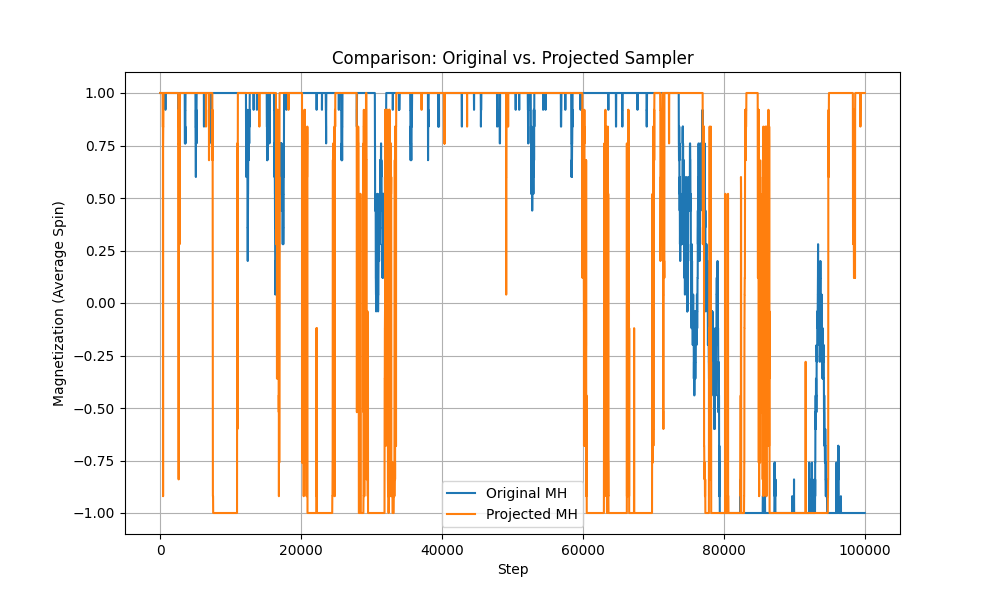 Comparison: Original vs. Projected Sampler
Magnetization (Average Spin)
1.00
0.75
0.50
0.25
0.00
−0.25
−0.50
−0.75
−1.00
Original MH
Projected MH
0 20000 40000 60000 80000 100000
Step